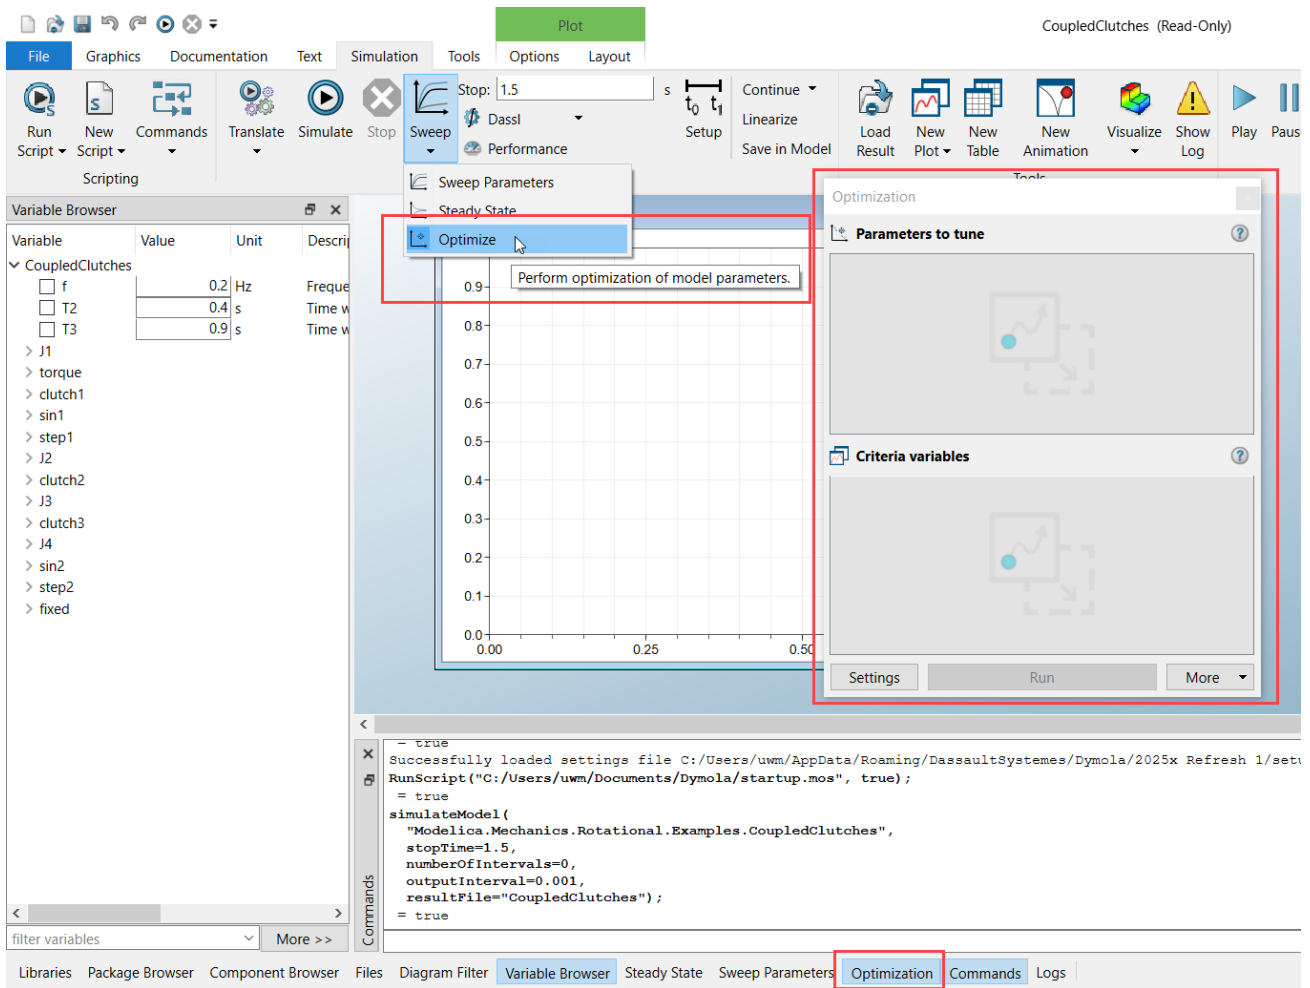 Plot
CoupledClutches (Read-Only)
File Graphics Documentation Text Simulation Tools Options Layout
Stop: 1.5 s
Continue
Dassl
Linearize
Run Script
New Script
Commands
Translate
Simulate
Stop
Sweep
Performance
Setup
Save in Model
Load Result
New Plot
New Table
New Animation
Visualize
Show Log
Play
Scripting
t0 t1
S
s
Sweep Parameters
Steady State
Optimize
Perform optimization of model parameters.
Variable Browser
Variable Value Unit
CoupledClutches
f 0.2 Hz Freque
T2 0.4 s Time w
T3 0.9 s Time w
J1
torque
clutch1
sin1
step1
J2
clutch2
J3
clutch3
J4
sin2
step2
fixed
filter variables More >>
0.9
0.8
0.7
0.6
0.5
0.4
0.3
0.2
0.1
0.0
0.00 0.25 0.50
Optimization
Parameters to tune ?
Criteria variables ?
Settings Run More
Commands
= true
Successfully loaded settings file C:/Users/uwm/AppData/Roaming/DassaultSystemes/Dymola/2025x Refresh 1/setu
RunScript("C:/Users/uwm/Documents/Dymola/startup.mos", true);
= true
simulateModel(
"Modelica.Mechanics.Rotational.Examples.CoupledClutches",
stopTime=1.5,
numberOfIntervals=0,
outputInterval=0.001,
resultFile="CoupledClutches");
= true
Libraries Package Browser Component Browser Files Diagram Filter Variable Browser Steady State Sweep Parameters Optimization Commands Logs